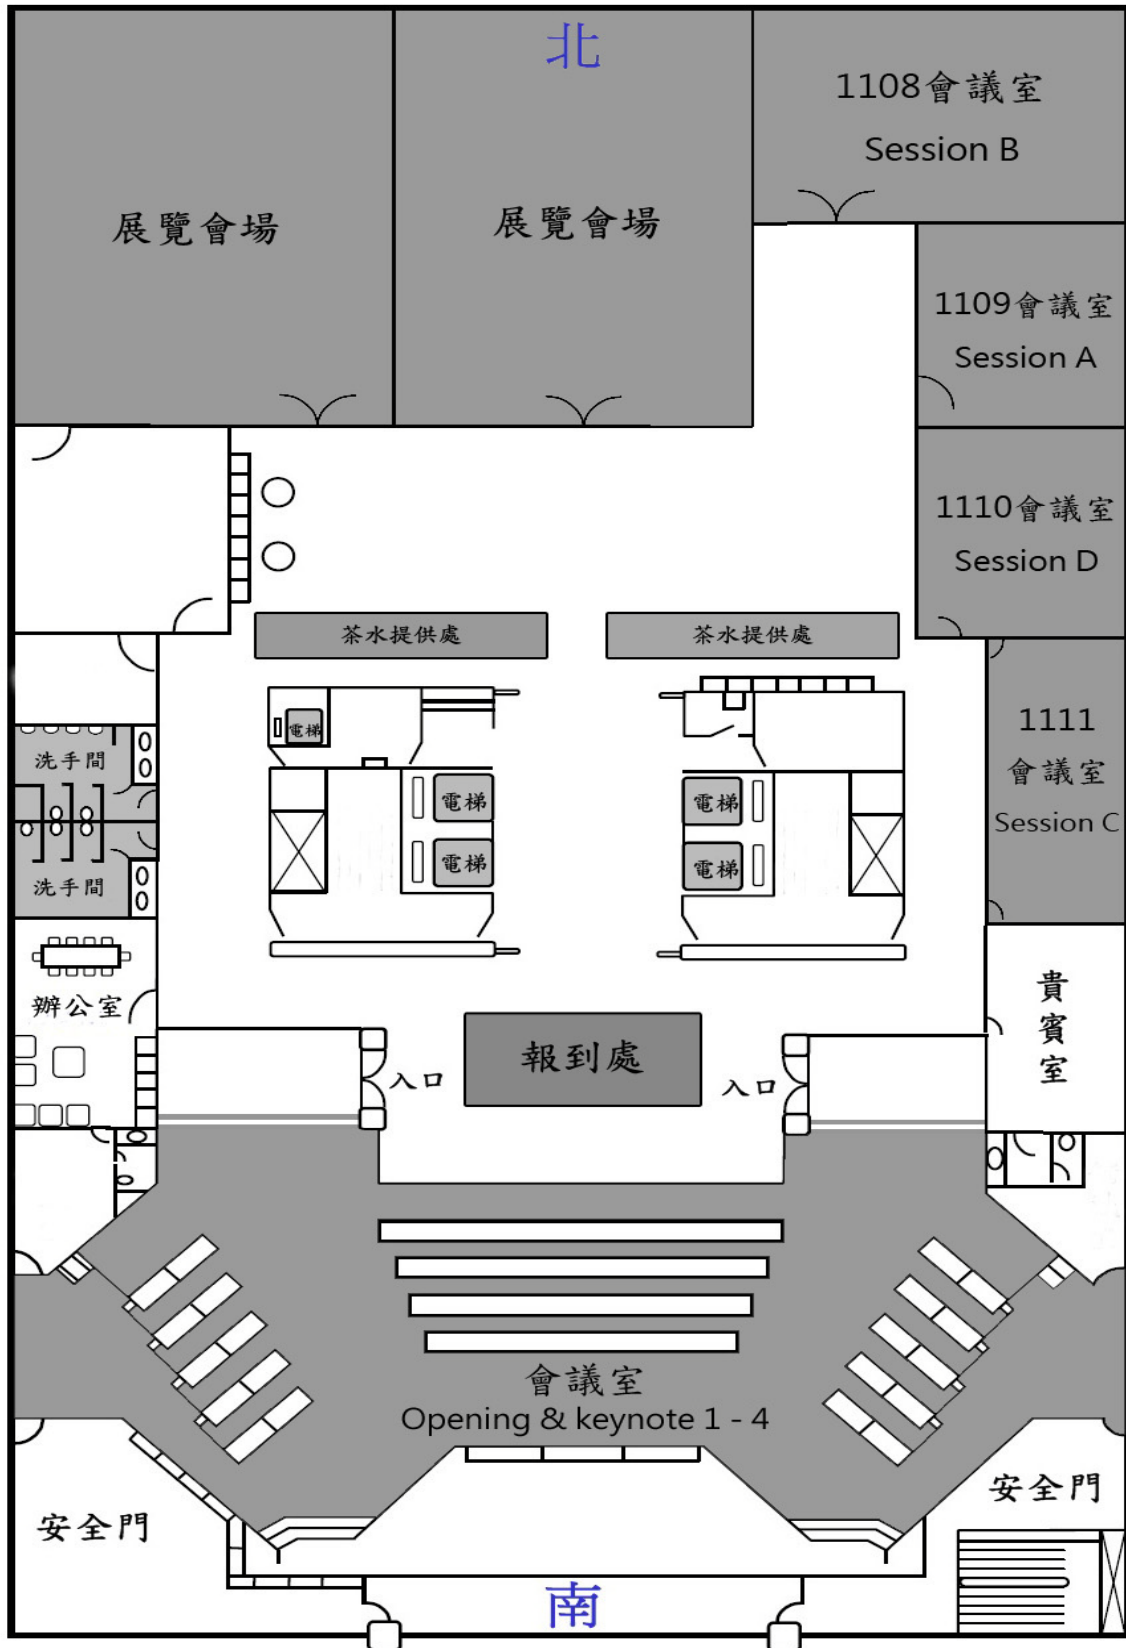 北
1108會議室
Session B
展覽會場
展覽會場
1109會議室
Session A
1110會議室
Session D
茶水提供處
茶水提供處
1111
會議室
Session C
電梯
洗手間
電梯
電梯
電梯
電梯
洗手間
辦公室
貴賓室
報到處
入口
入口
會議室
Opening & keynote 1 - 4
安全門
安全門
南